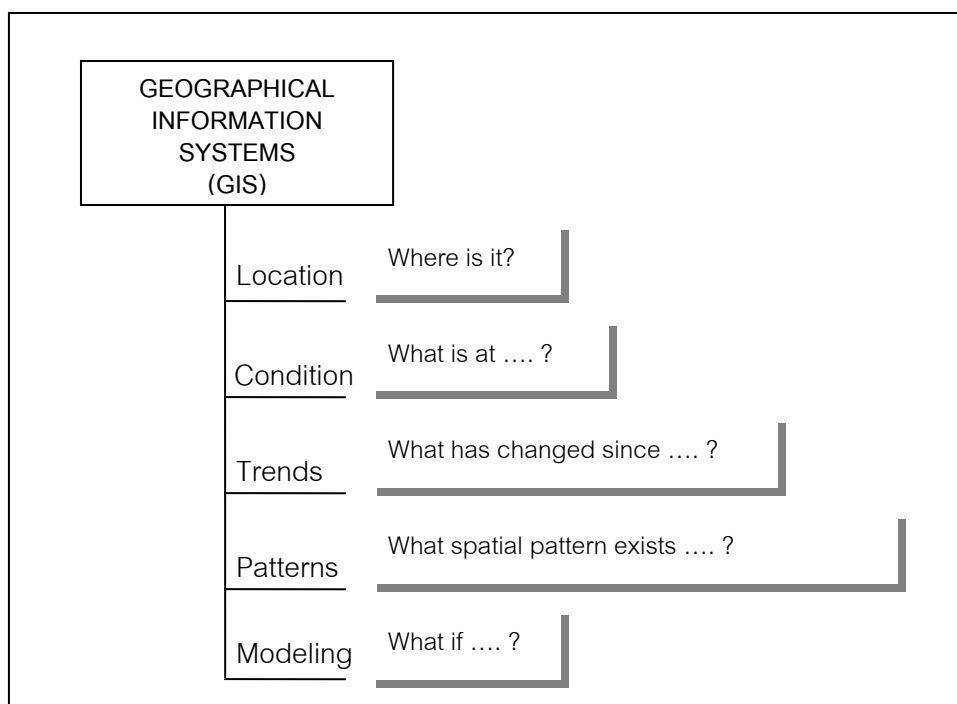 GEOGRAPHICAL
INFORMATION
SYSTEMS
(GIS)
Location
Where is it?
Condition
What is at .... ?
Trends
What has changed since .... ?
Patterns
What spatial pattern exists .... ?
Modeling
What if .... ?